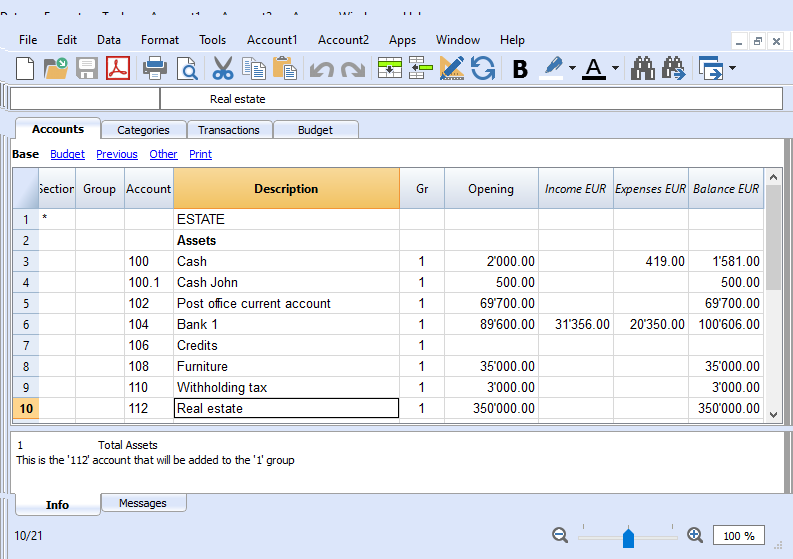 File Edit Data Format Tools Account1 Account2 Apps Window Help
B A
Real estate
Accounts Categories Transactions Budget
Base Budget Previous Other Print
Section Group Account Description Gr Opening Income EUR Expenses EUR Balance EUR
1 * ESTATE
2 Assets
3 100 Cash 1 2'000.00 419.00 1'581.00
4 100.1 Cash John 1 500.00 500.00
5 102 Post office current account 1 69'700.00 69'700.00
6 104 Bank 1 1 89'600.00 31'356.00 20'350.00 100'606.00
7 106 Credits 1
8 108 Furniture 1 35'000.00 35'000.00
9 110 Withholding tax 1 3'000.00 3'000.00
10 112 Real estate 1 350'000.00 350'000.00
1 Total Assets
This is the '112' account that will be added to the '1' group
Info Messages
10/21 100 %